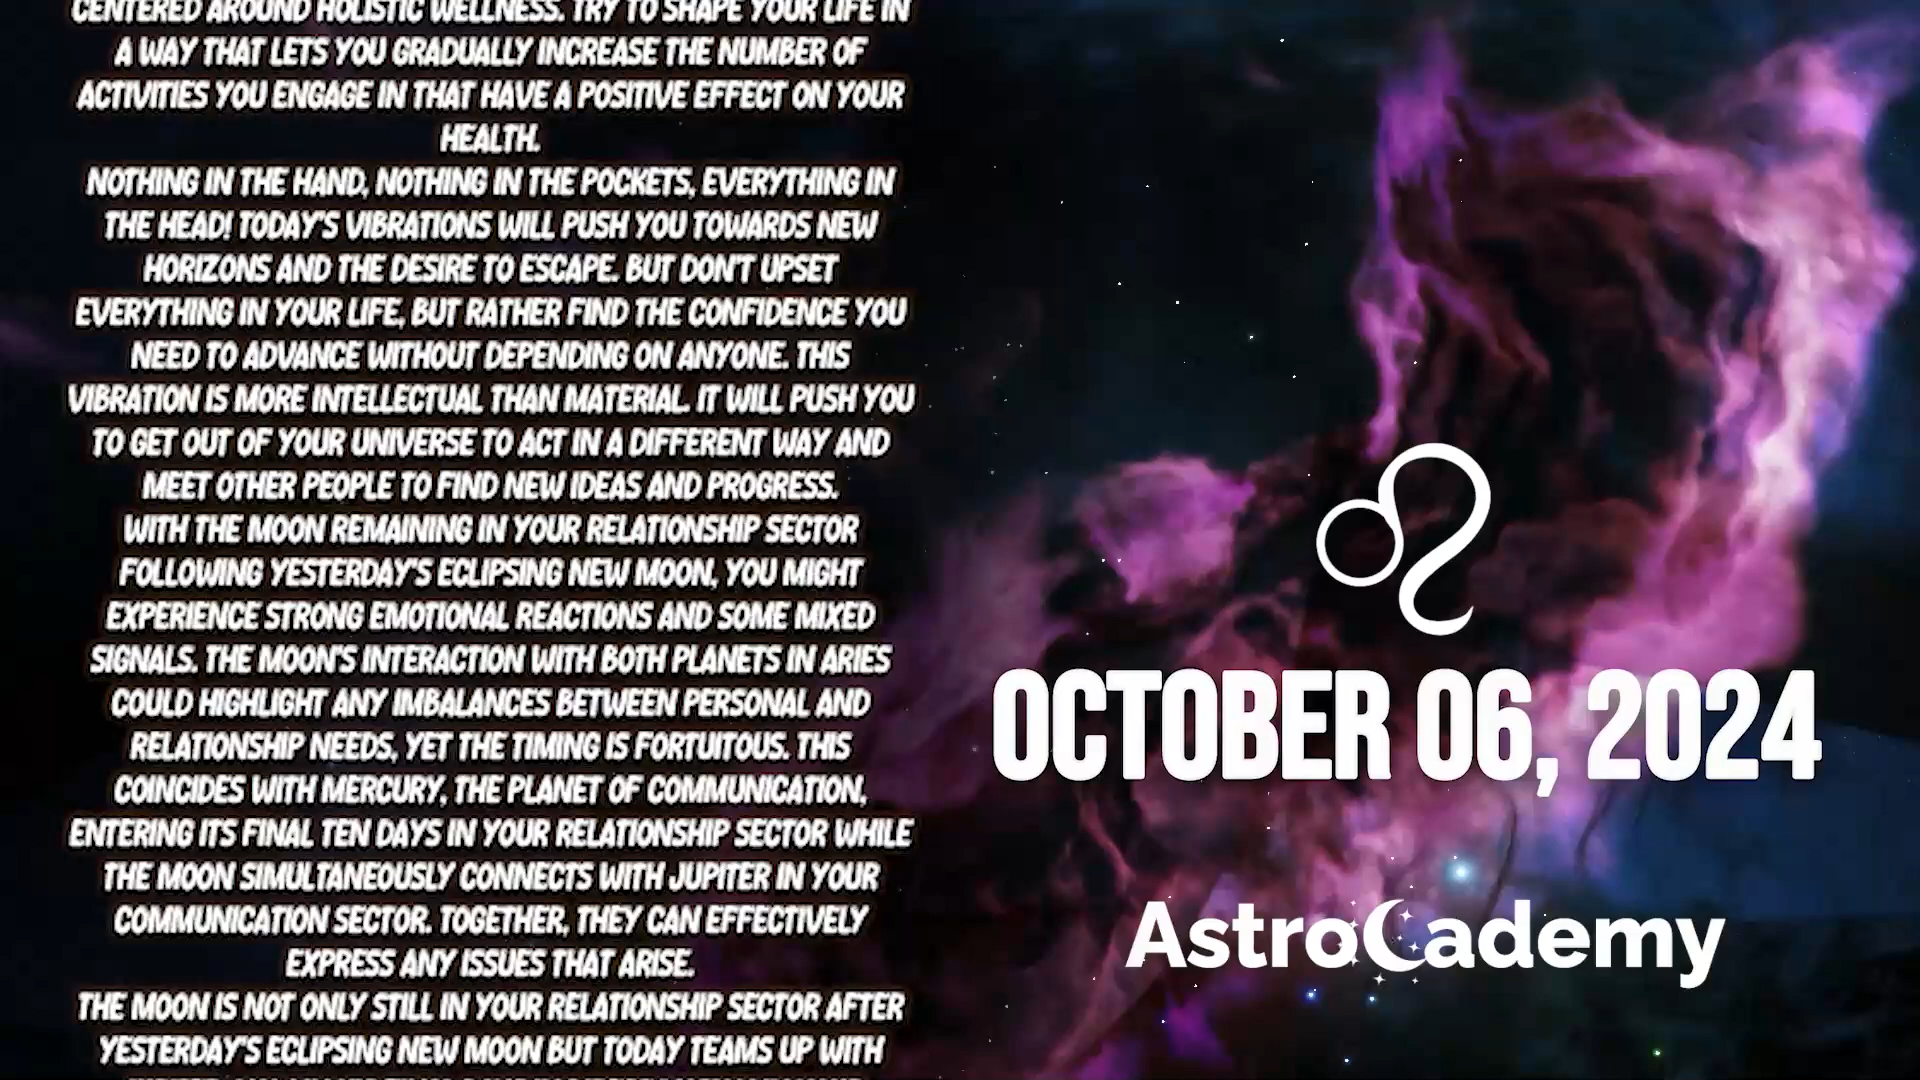 CENTERED AROUND HOLISTIC WELLNESS. TRY TO SHAPE YOUR LIFE IN
A WAY THAT LETS YOU GRADUALLY INCREASE THE NUMBER OF
ACTIVITIES YOU ENGAGE IN THAT HAVE A POSITIVE EFFECT ON YOUR
HEALTH.
NOTHING IN THE HAND, NOTHING IN THE POCKETS, EVERYTHING IN
THE HEAD! TODAY'S VIBRATIONS WILL PUSH YOU TOWARDS NEW
HORIZONS AND THE DESIRE TO ESCAPE. BUT DON'T UPSET
EVERYTHING IN YOUR LIFE, BUT RATHER FIND THE CONFIDENCE YOU
NEED TO ADVANCE WITHOUT DEPENDING ON ANYONE. THIS
VIBRATION IS MORE INTELLECTUAL THAN MATERIAL. IT WILL PUSH YOU
TO GET OUT OF YOUR UNIVERSE TO ACT IN A DIFFERENT WAY AND
MEET OTHER PEOPLE TO FIND NEW IDEAS AND PROGRESS.
WITH THE MOON REMAINING IN YOUR RELATIONSHIP SECTOR
FOLLOWING YESTERDAY'S ECLIPSING NEW MOON, YOU MIGHT
EXPERIENCE STRONG EMOTIONAL REACTIONS AND SOME MIXED
SIGNALS. THE MOON'S INTERACTION WITH BOTH PLANETS IN ARIES
COULD HIGHLIGHT ANY IMBALANCES BETWEEN PERSONAL AND
RELATIONSHIP NEEDS, YET THE TIMING IS FORTUITOUS. THIS
COINCIDES WITH MERCURY, THE PLANET OF COMMUNICATION,
ENTERING ITS FINAL TEN DAYS IN YOUR RELATIONSHIP SECTOR WHILE
THE MOON SIMULTANEOUSLY CONNECTS WITH JUPITER IN YOUR
COMMUNICATION SECTOR. TOGETHER, THEY CAN EFFECTIVELY
EXPRESS ANY ISSUES THAT ARISE.
THE MOON IS NOT ONLY STILL IN YOUR RELATIONSHIP SECTOR AFTER
YESTERDAY'S ECLIPSING NEW MOON BUT TODAY TEAMS UP WITH
OCTOBER 06, 2024
AstroCademy